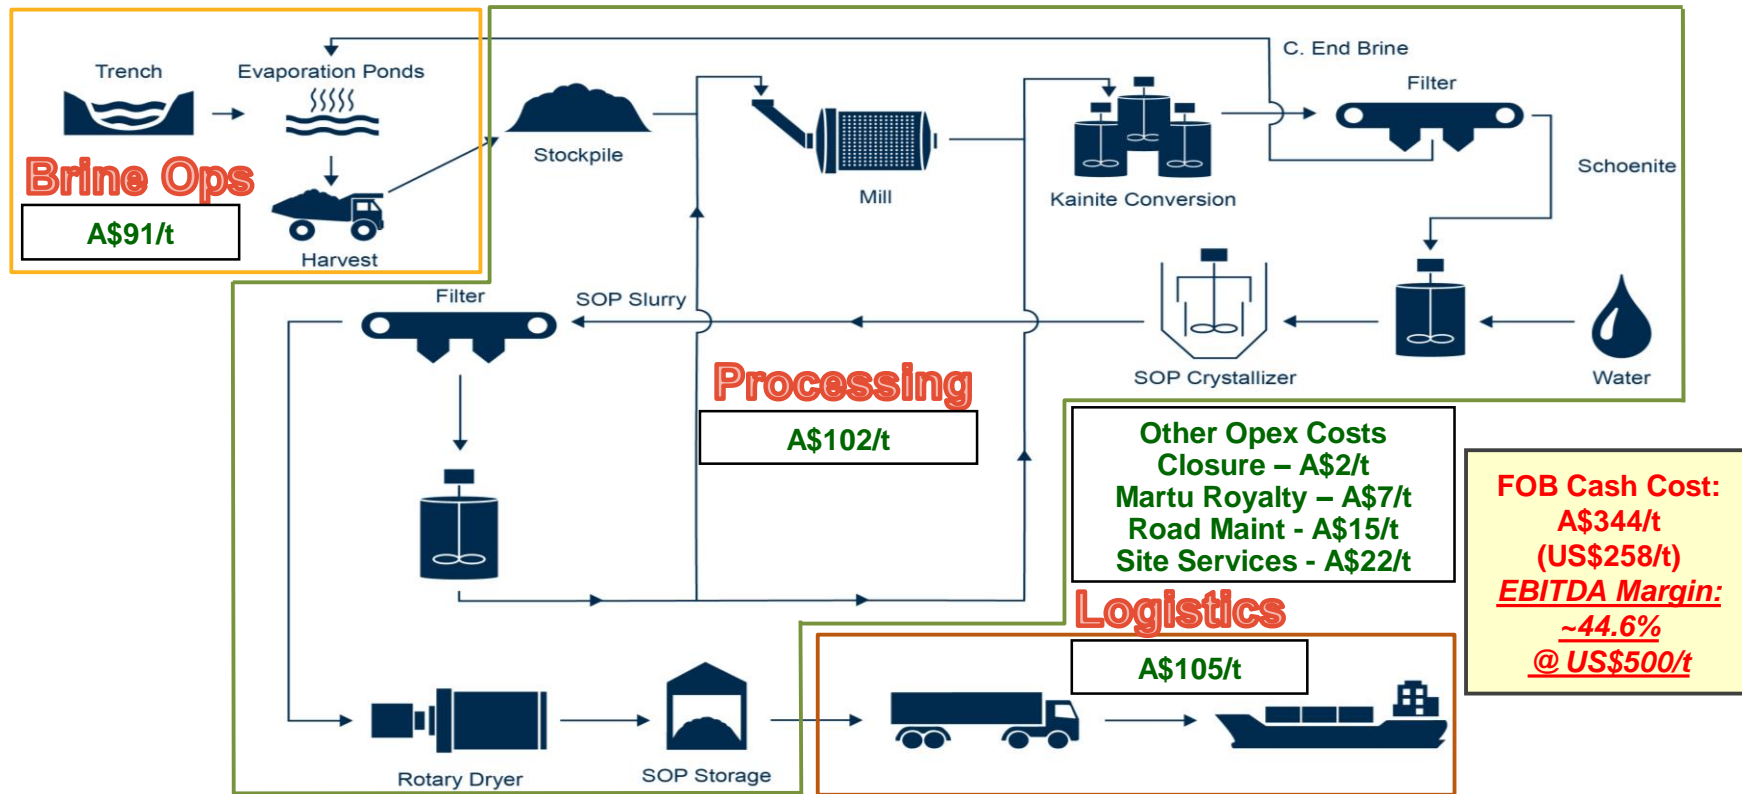 Trench
Evaporation Ponds
C. End Brine
Filter
Stockpile
Mill
Kainite Conversion
Schoenite
Brine Ops
A$91/t
Harvest
Filter
SOP Slurry
SOP Crystallizer
Water
Processing
A$102/t
Other Opex Costs
Closure – A$2/t
Martu Royalty – A$7/t
Road Maint - A$15/t
Site Services - A$22/t
FOB Cash Cost:
A$344/t
(US$258/t)
EBITDA Margin:
~44.6%
@ US$500/t
Logistics
A$105/t
Rotary Dryer
SOP Storage